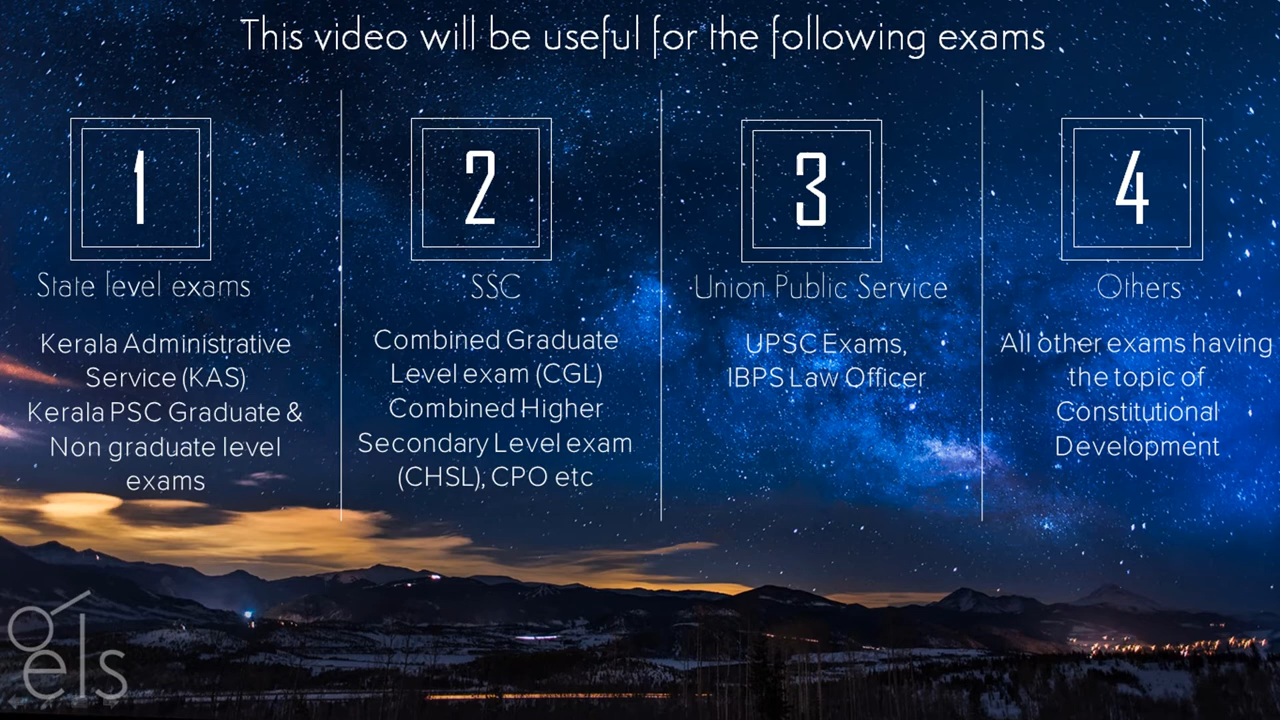 This video will be useful for the following exams
1
State level exams
Kerala Administrative
Service (KAS)
Kerala PSC Graduate &
Non graduate level
exams
2
SSC
Combined Graduate
Level exam (CGL)
Combined Higher
Secondary Level exam
(CHSL), CPO etc
3
Union Public Service
UPSC Exams,
IBPS Law Officer
4
Others
All other exams having
the topic of
Constitutional
Development
els